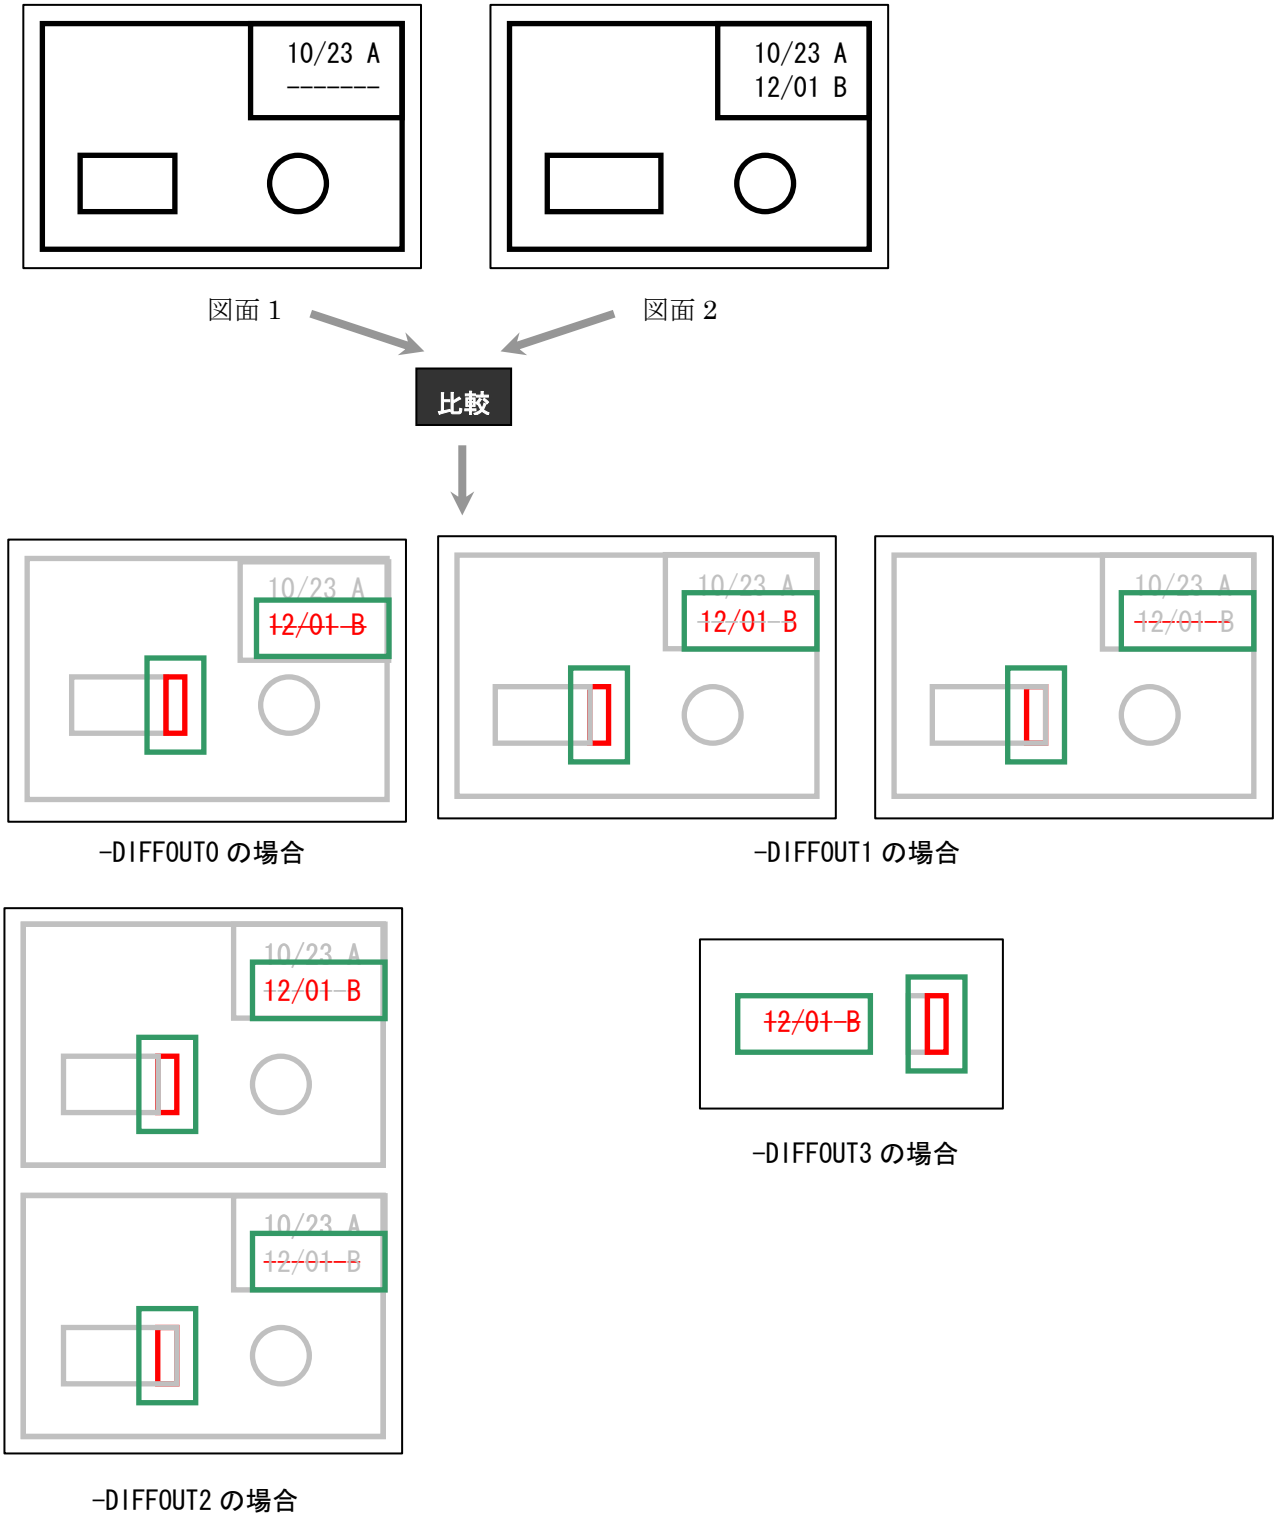 10/23 A
-------
10/23 A
12/01 B
図面 1
図面 2
比較
10/23 A
12/01 B
10/23 A
12/01 B
10/23 A
12/01 B
-DIFFOUT0 の場合
-DIFFOUT1 の場合
10/23 A
12/01 B
12/01 B
-DIFFOUT3 の場合
10/23 A
12/01 B
-DIFFOUT2 の場合